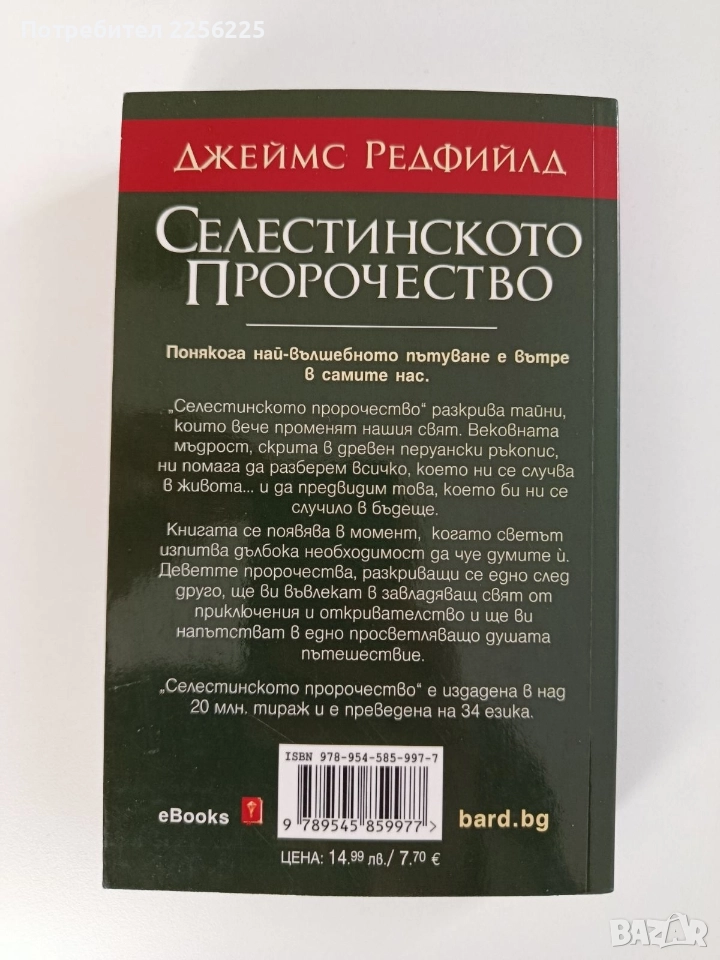 Потребител 2256225
ДЖЕЙМС РЕДФИЙЛД
СЕЛЕСТИНСКОТО
ПРОРОЧЕСТВО
Понякога най-вълшебното пътуване е вътре
в самите нас.
„Селестинското пророчество“ разкрива тайни,
които вече променят нашия свят. Вековната
мъдрост, скрита в древен перуански ръкопис,
ни помага да разберем всичко, което ни се случва
в живота... и да предвидим това, което би ни се
случило в бъдеще.
Книгата се появява в момент, когато светът
изпитва дълбока необходимост да чуе думите ѝ.
Деветте пророчества, разкриващи се едно след
друго, ще ви въвлекат в завладяващ свят от
приключения и откривателство и ще ви
напътстват в едно просветляващо душата
пътешествие.
„Селестинското пророчество“ е издадена в над
20 млн. тираж и е преведена на 34 езика.
ISBN 978-954-585-997-7
eBooks
9 789545 859977 >
bard.bg
ЦЕНА: 14.99 лв./ 7.70 €
BAZAR